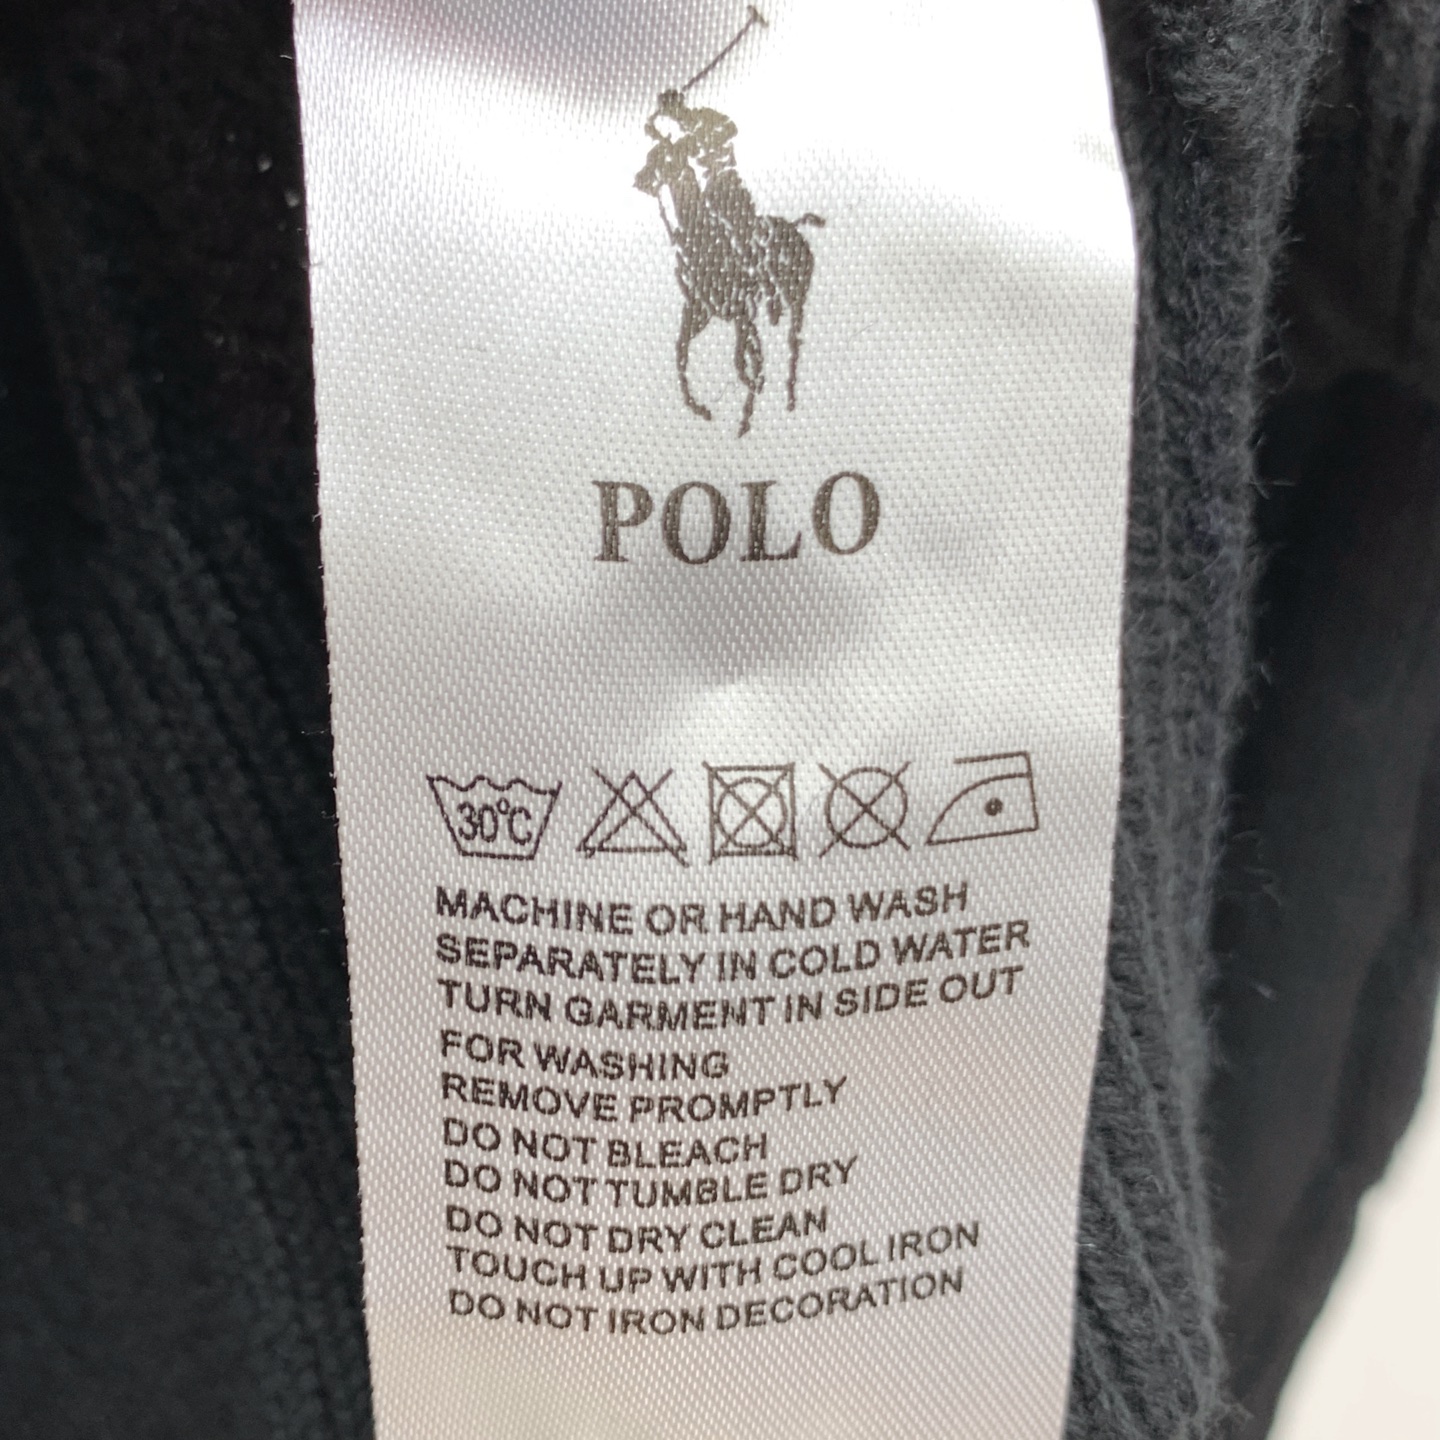 POLO
30°C
MACHINE OR HAND WASH
SEPARATELY IN COLD WATER
TURN GARMENT IN SIDE OUT
FOR WASHING
REMOVE PROMPTLY
DO NOT BLEACH
DO NOT TUMBLE DRY
DO NOT DRY CLEAN
TOUCH UP WITH COOL IRON
DO NOT IRON DECORATION